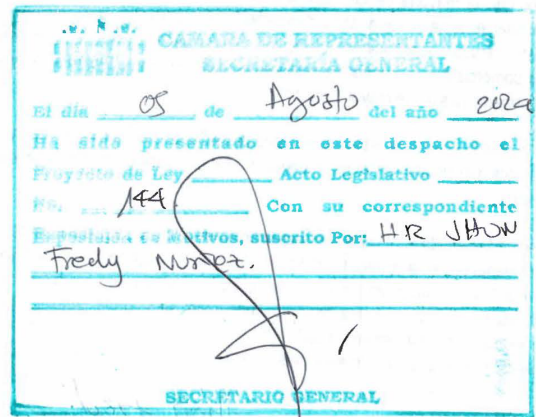 CAMARA DE REPRESENTANTES
SECRETARÍA GENERAL
El día 05 de Agosto del año 2024
Ha sido presentado en este despacho el
Proyecto de Ley Acto Legislativo
No. 144 Con su correspondiente
Exposición de Motivos, suscrito Por: HR JHON
Fredy Nuñez.
SECRETARIO GENERAL